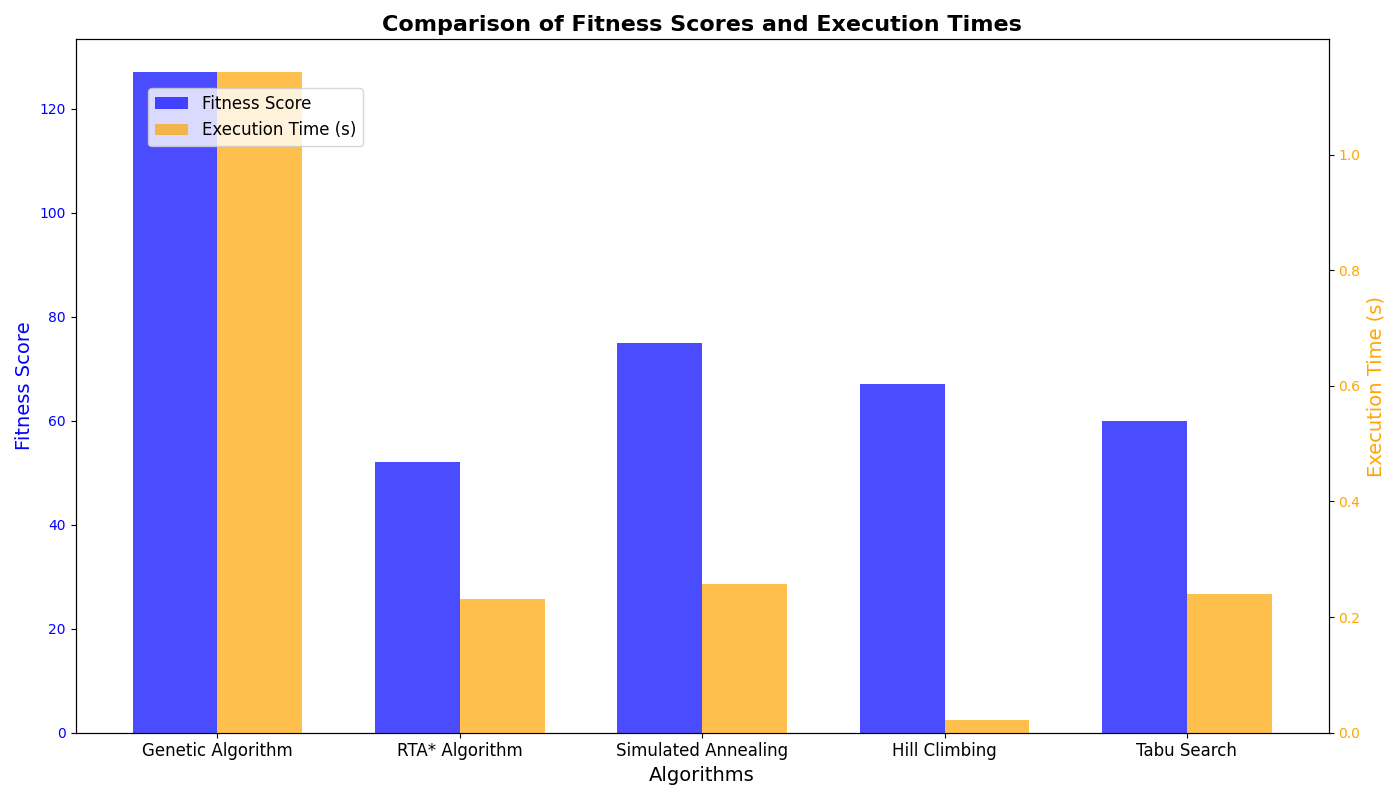 Comparison of Fitness Scores and Execution Times
Fitness Score
Execution Time (s)
120
100
80
60
40
20
0
Fitness Score
1.0
0.8
0.6
0.4
0.2
0.0
Execution Time (s)
Genetic Algorithm
RTA* Algorithm
Simulated Annealing
Hill Climbing
Tabu Search
Algorithms